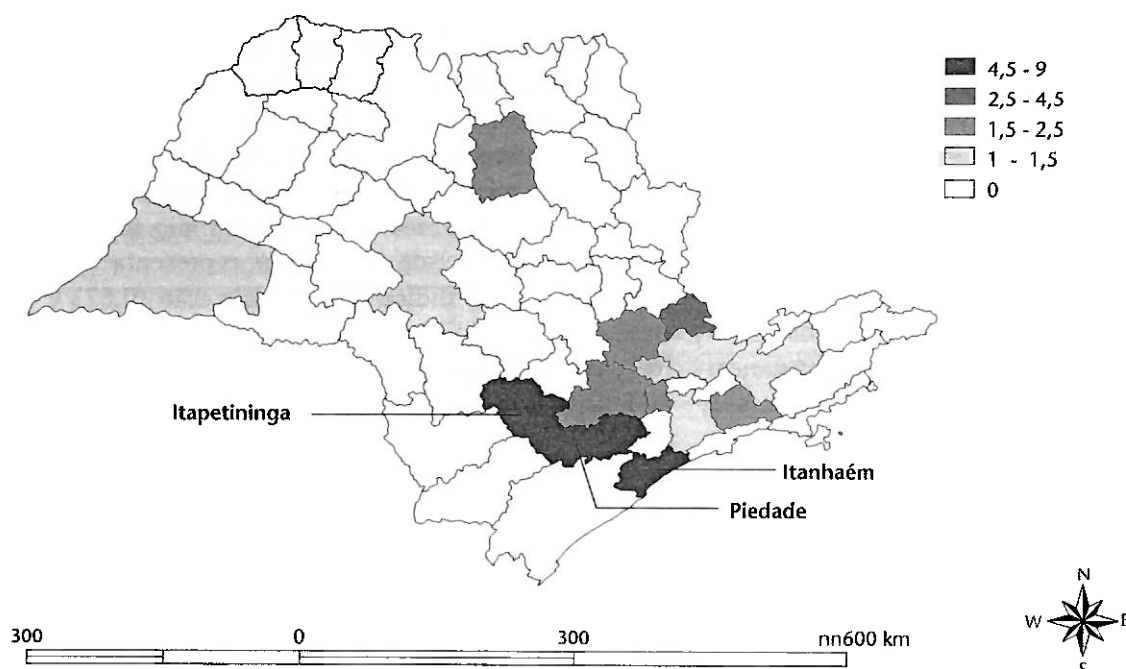 4,5 - 9
2,5 - 4,5
1,5 - 2,5
1 - 1,5
0
Itapetininga
Itanhaém
Piedade
N
W E
S
300 0 300 nn600 km